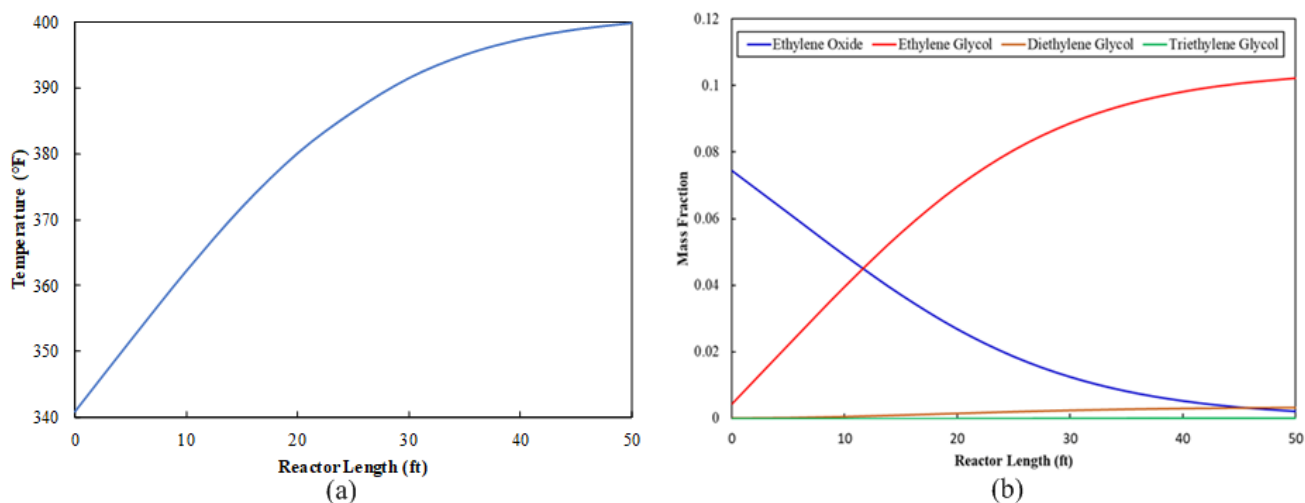 400
390
380
370
360
350
340
Temperature (°F)
0 10 20 30 40 50
Reactor Length (ft)
(a)
0.12
0.1
0.08
0.06
0.04
0.02
0
Mass Fraction
Ethylene Oxide Ethylene Glycol Diethylene Glycol Triethylene Glycol
0 10 20 30 40 50
Reactor Length (ft)
(b)